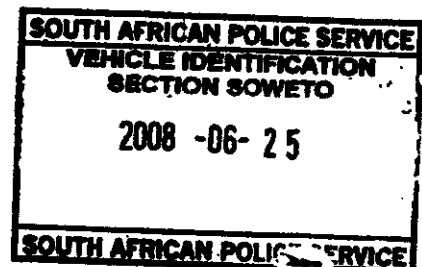 SOUTH AFRICAN POLICE SERVICE
VEHICLE IDENTIFICATION
SECTION SOWETO
2008 -06- 25
SOUTH AFRICAN